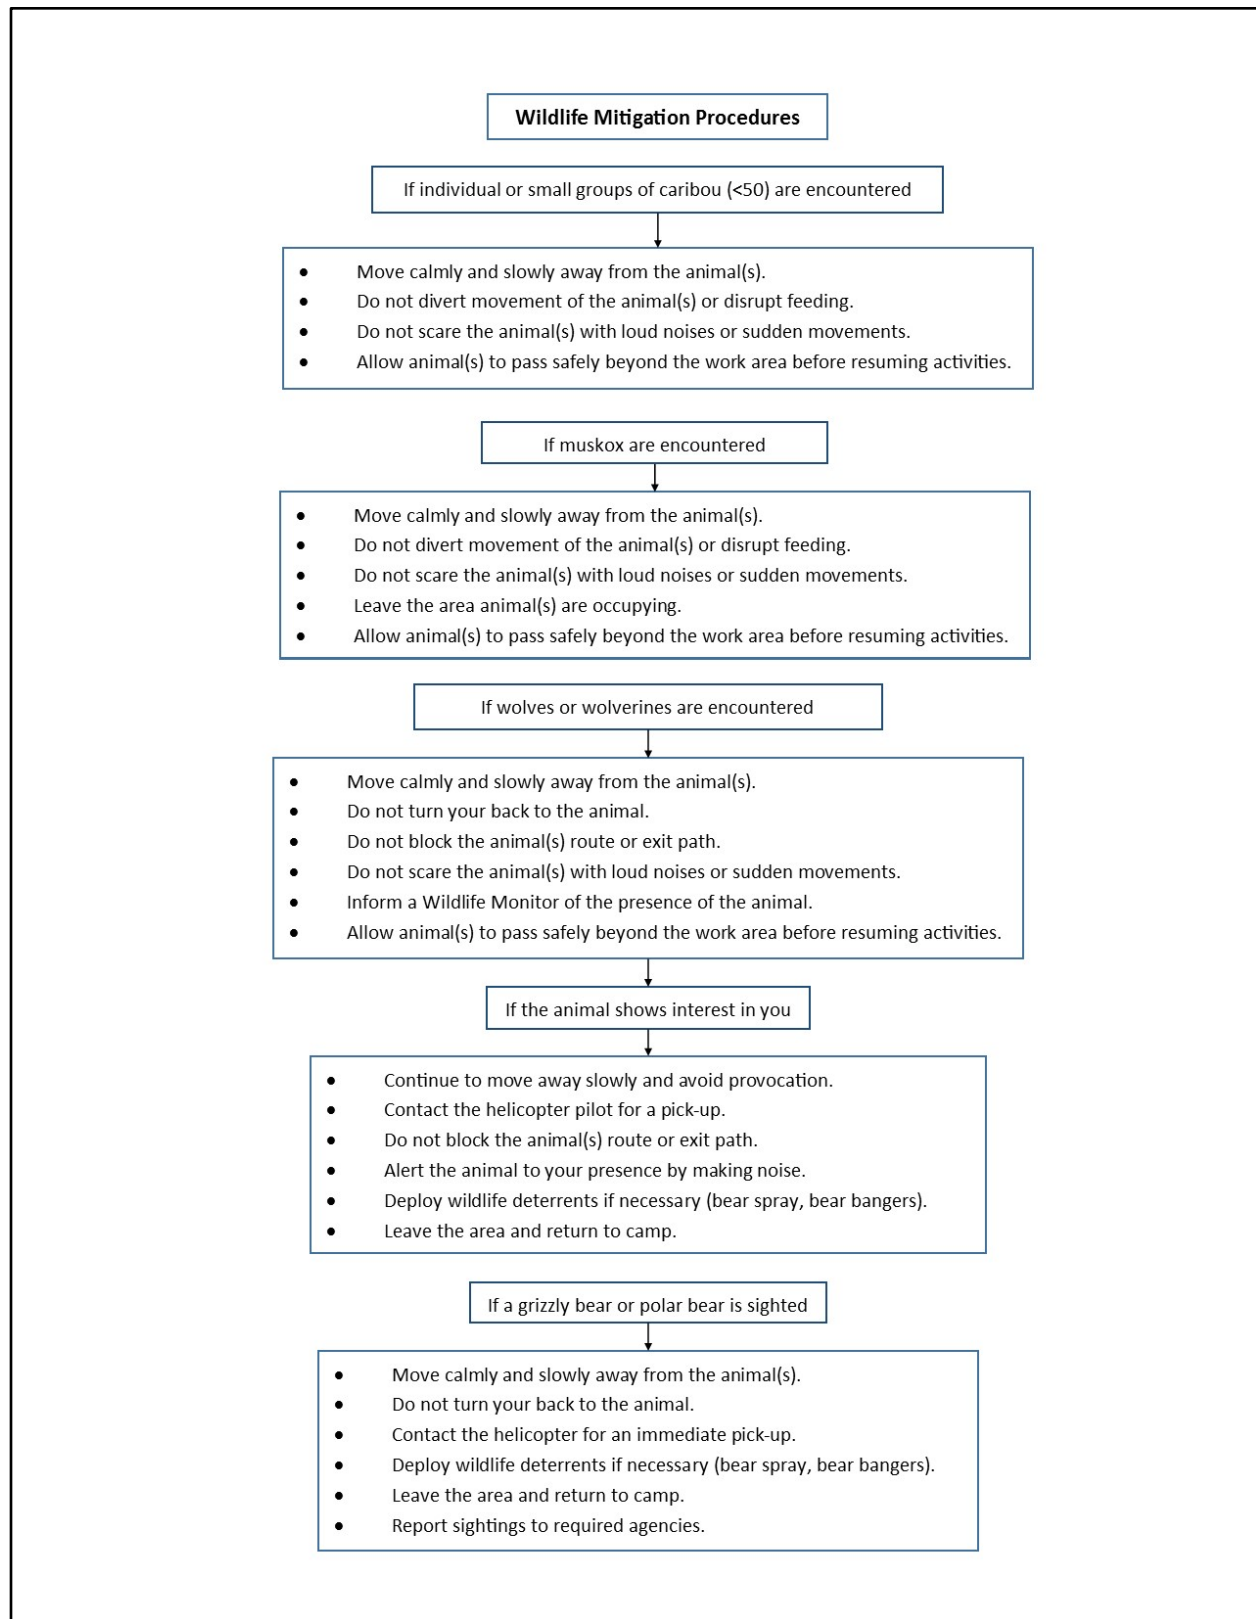 Wildlife Mitigation Procedures
If individual or small groups of caribou (<50) are encountered
• Move calmly and slowly away from the animal(s).
• Do not divert movement of the animal(s) or disrupt feeding.
• Do not scare the animal(s) with loud noises or sudden movements.
• Allow animal(s) to pass safely beyond the work area before resuming activities.
If muskox are encountered
• Move calmly and slowly away from the animal(s).
• Do not divert movement of the animal(s) or disrupt feeding.
• Do not scare the animal(s) with loud noises or sudden movements.
• Leave the area animal(s) are occupying.
• Allow animal(s) to pass safely beyond the work area before resuming activities.
If wolves or wolverines are encountered
• Move calmly and slowly away from the animal(s).
• Do not turn your back to the animal.
• Do not block the animal(s) route or exit path.
• Do not scare the animal(s) with loud noises or sudden movements.
• Inform a Wildlife Monitor of the presence of the animal.
• Allow animal(s) to pass safely beyond the work area before resuming activities.
If the animal shows interest in you
• Continue to move away slowly and avoid provocation.
• Contact the helicopter pilot for a pick-up.
• Do not block the animal(s) route or exit path.
• Alert the animal to your presence by making noise.
• Deploy wildlife deterrents if necessary (bear spray, bear bangers).
• Leave the area and return to camp.
If a grizzly bear or polar bear is sighted
• Move calmly and slowly away from the animal(s).
• Do not turn your back to the animal.
• Contact the helicopter for an immediate pick-up.
• Deploy wildlife deterrents if necessary (bear spray, bear bangers).
• Leave the area and return to camp.
• Report sightings to required agencies.